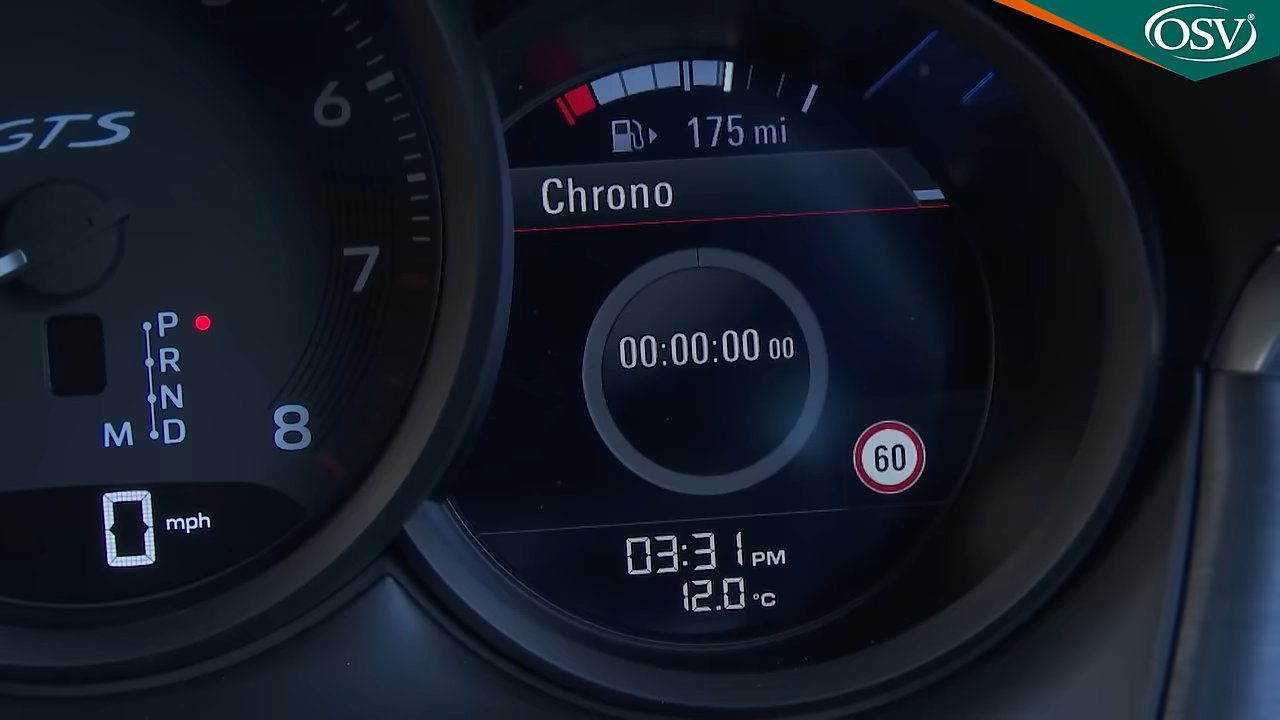 OSV®
GTS
6
7
8
P
R
N
M D
0 mph
175 mi
Chrono
00:00:00 00
60
03:31 PM
12.0 °C